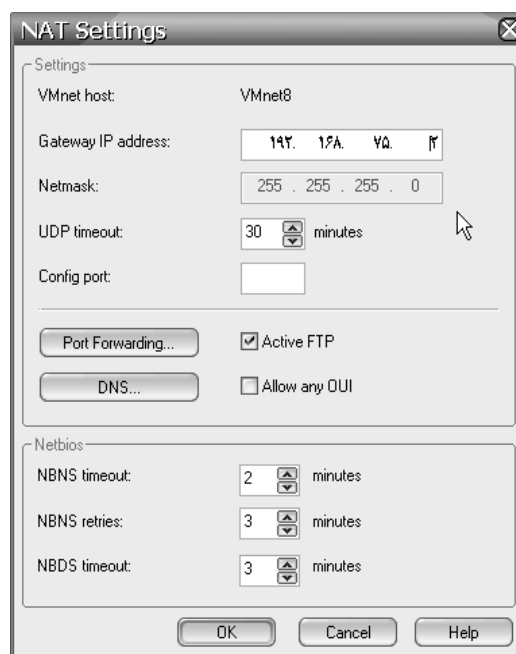 NAT Settings
Settings
VMnet host: VMnet8
Gateway IP address: ۱۹۲. ۱۶۸. ۷۵. ۲
Netmask: 255 . 255 . 255 . 0
UDP timeout: 30 minutes
Config port:
Port Forwarding... Active FTP
DNS... Allow any OUI
Netbios
NBNS timeout: 2 minutes
NBNS retries: 3 minutes
NBDS timeout: 3 minutes
OK Cancel Help